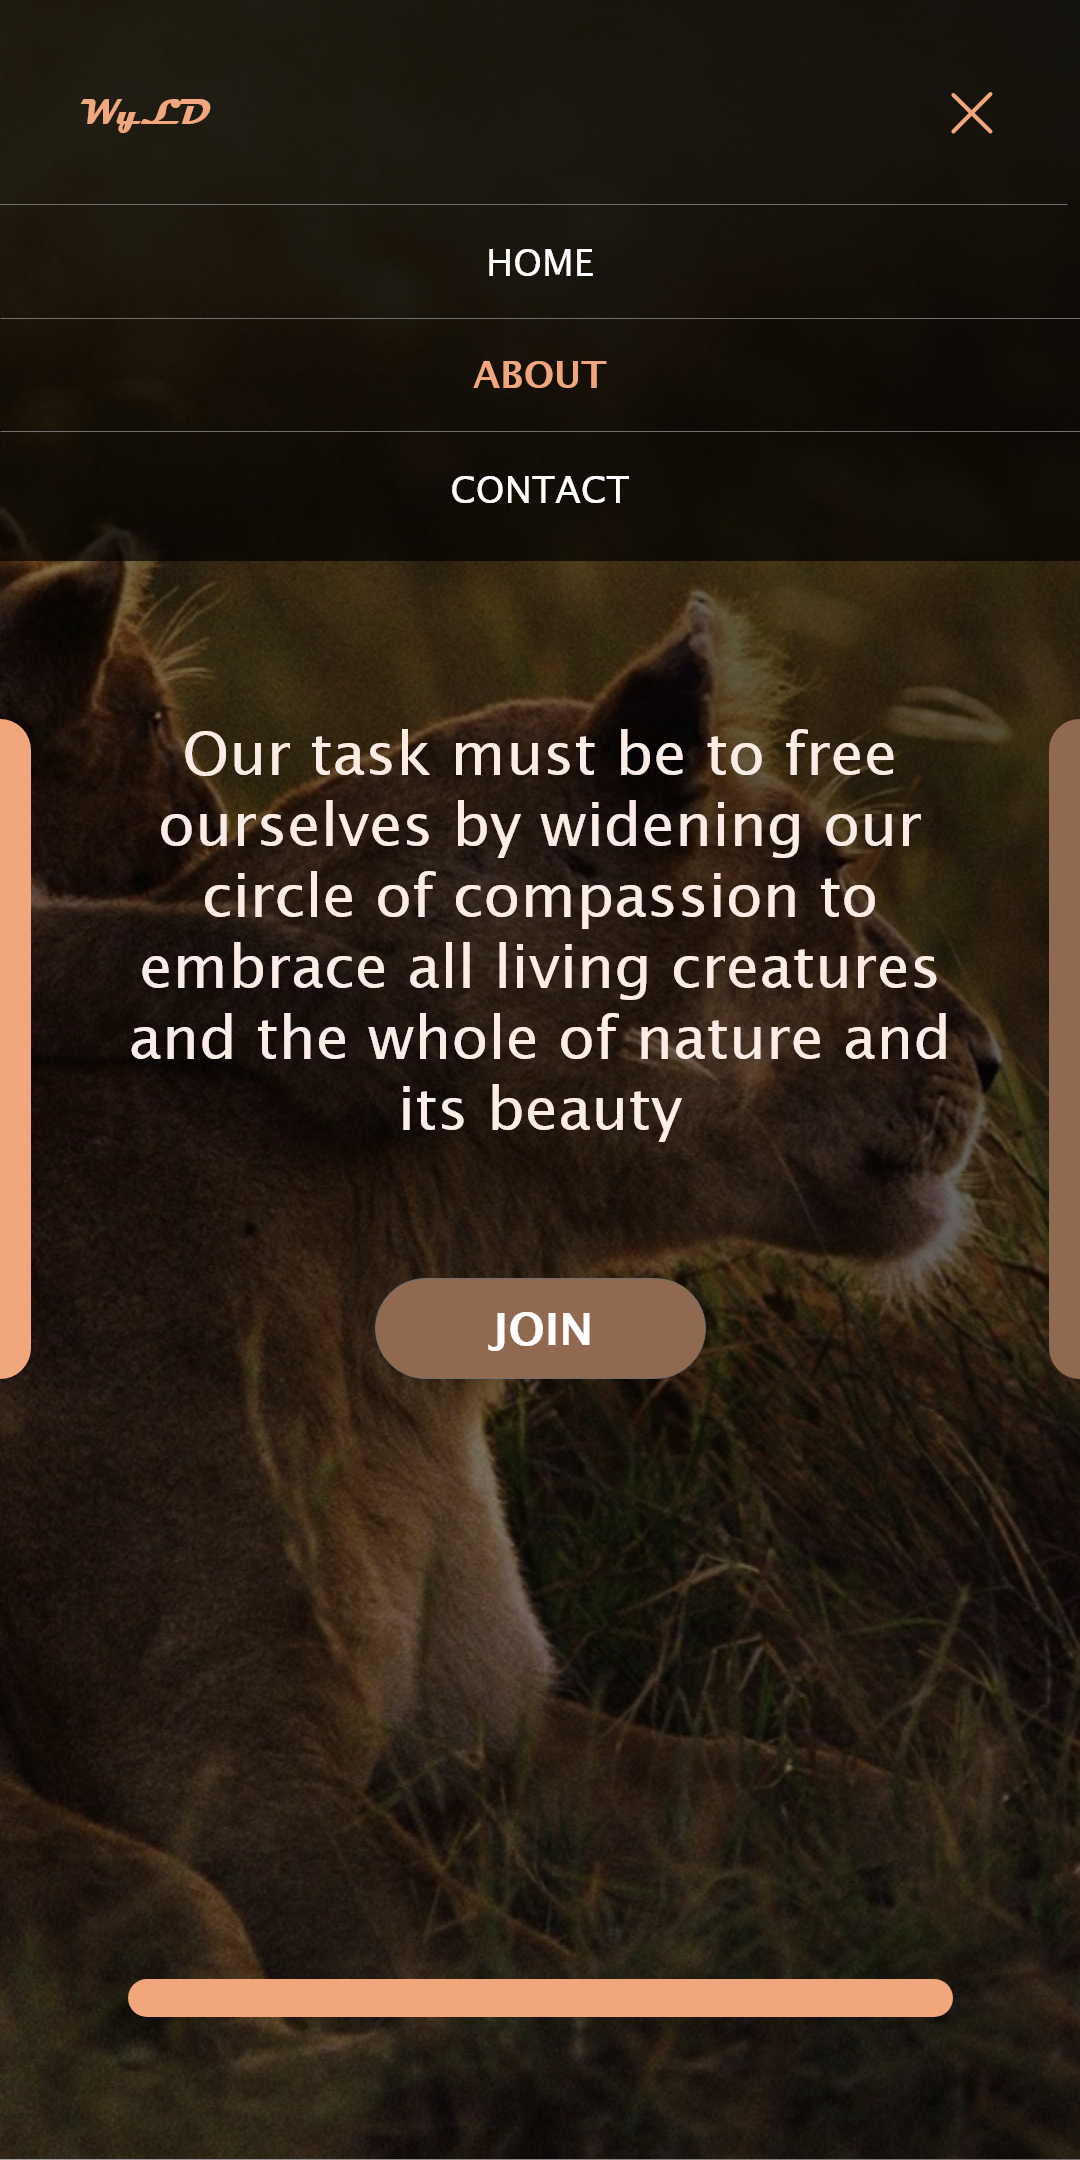 WyLD
HOME
ABOUT
CONTACT
Our task must be to free
ourselves by widening our
circle of compassion to
embrace all living creatures
and the whole of nature and
its beauty
JOIN